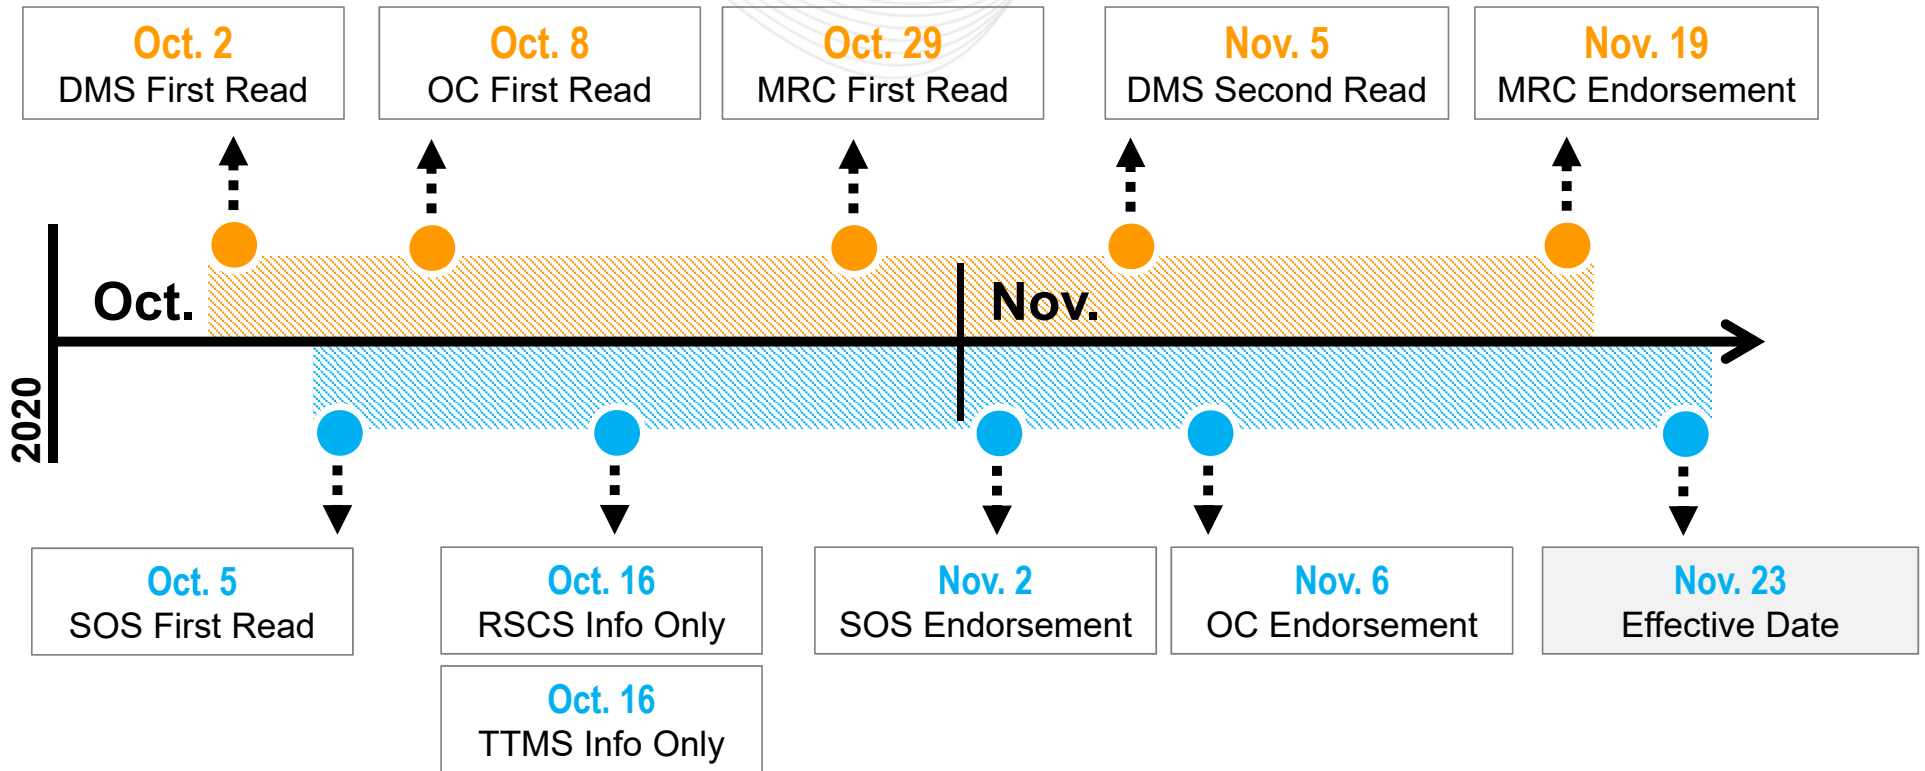 Oct. 2
DMS First Read
Oct. 8
OC First Read
Oct. 29
MRC First Read
Nov. 5
DMS Second Read
Nov. 19
MRC Endorsement
Oct.
Nov.
2020
Oct. 5
SOS First Read
Oct. 16
RSCS Info Only
Oct. 16
TTMS Info Only
Nov. 2
SOS Endorsement
Nov. 6
OC Endorsement
Nov. 23
Effective Date